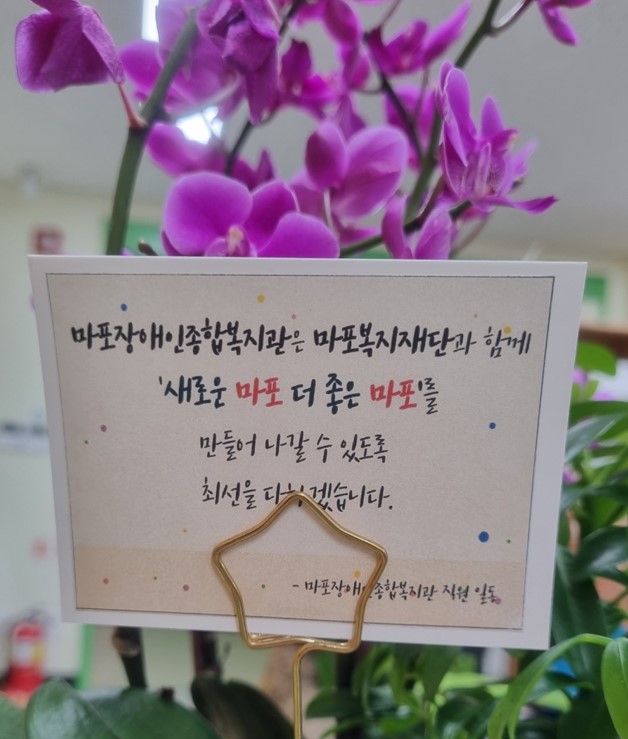 마포장애인종합복지관은 마포복지재단과 함께
'새로운 마포 더 좋은 마포'를
만들어 나갈 수 있도록
최선을 다하겠습니다.
- 마포장애인종합복지관 직원 일동